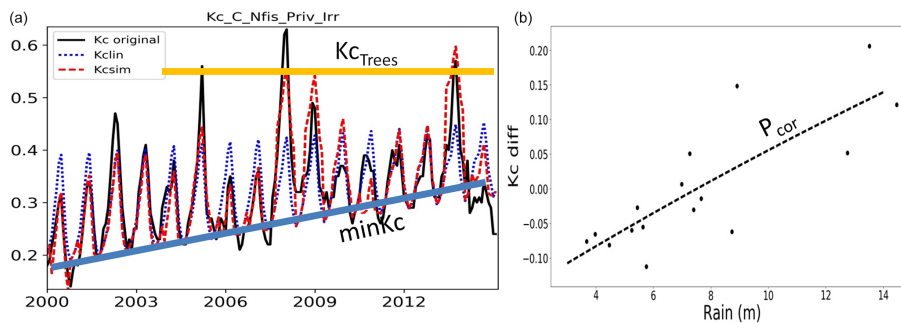 (a)
Kc_C_Nfis_Priv_Irr
Kc original
Kclin
Kcsim
KcTrees
minKc
0.6
0.5
0.4
0.3
0.2
2000 2003 2006 2009 2012
(b)
Kc diff
0.20
0.15
0.10
0.05
0.00
−0.05
−0.10
Pcor
4 6 8 10 12 14
Rain (m)